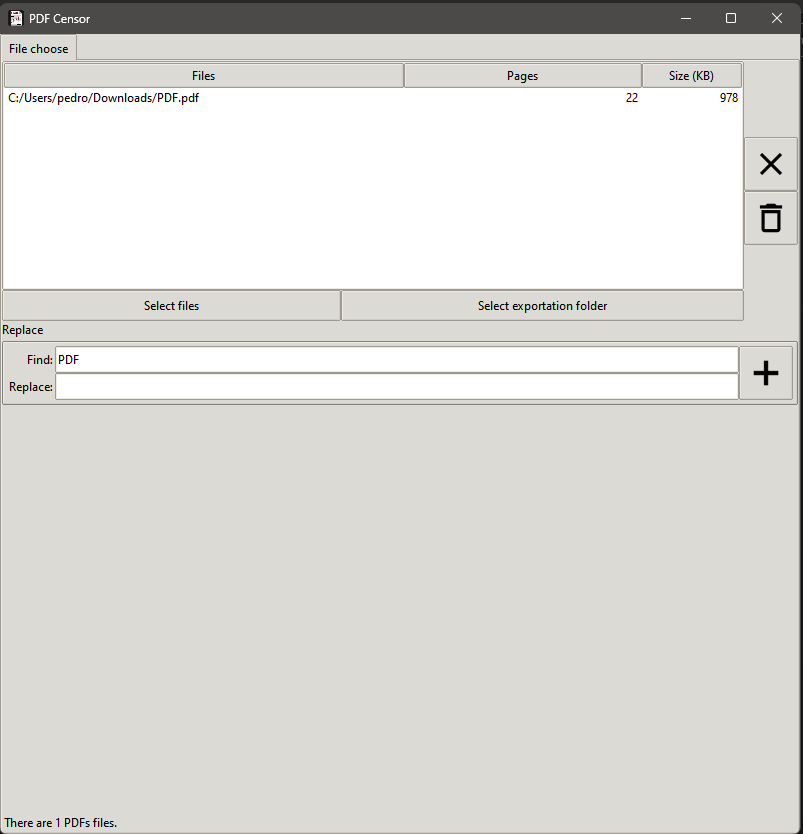 PDF Censor
File choose
Files Pages Size (KB)
C:/Users/pedro/Downloads/PDF.pdf 22 978
Select files Select exportation folder
Replace
Find: PDF
Replace:
There are 1 PDFs files.